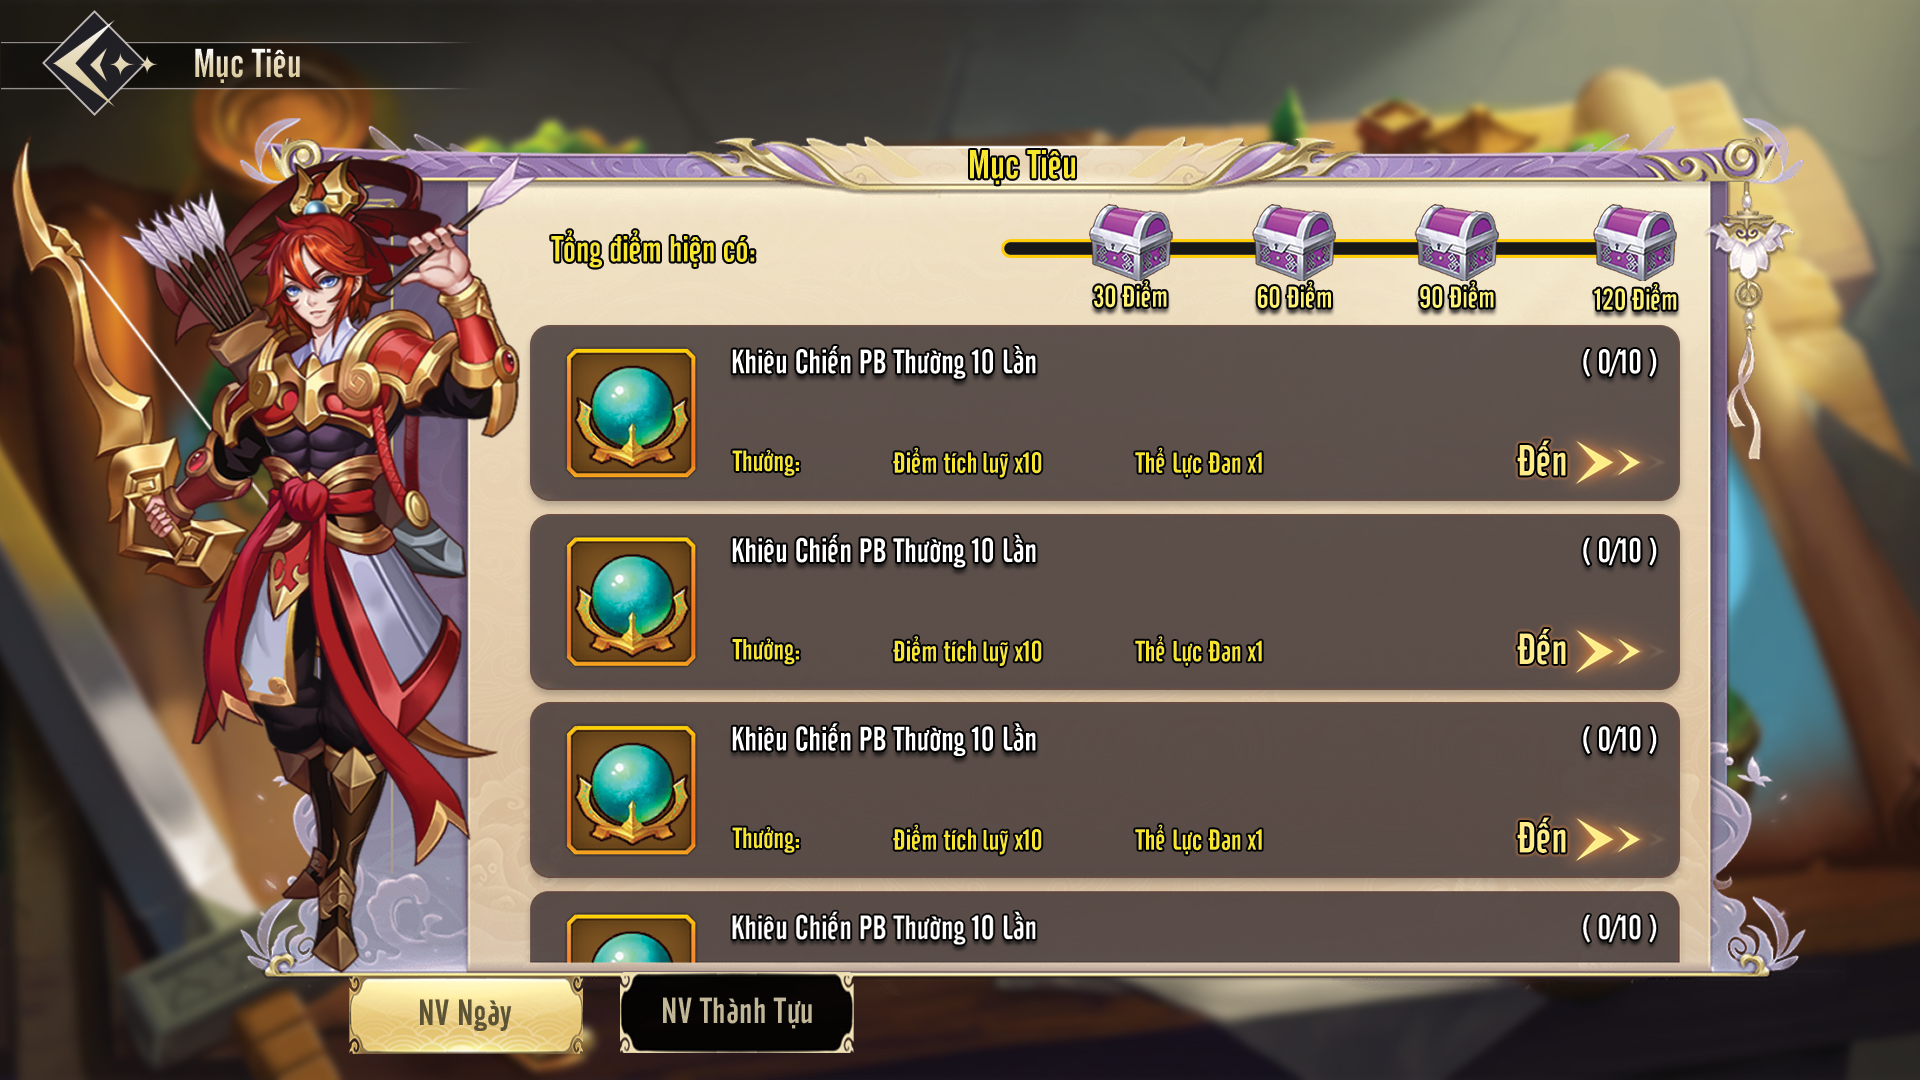 Mục Tiêu
Mục Tiêu
Tổng điểm hiện có:
30 Điểm
60 Điểm
90 Điểm
120 Điểm
Khiêu Chiến PB Thường 10 Lần
( 0/10 )
Thưởng:
Điểm tích luỹ x10
Thể Lực Đan x1
Đến
Khiêu Chiến PB Thường 10 Lần
( 0/10 )
Thưởng:
Điểm tích luỹ x10
Thể Lực Đan x1
Đến
Khiêu Chiến PB Thường 10 Lần
( 0/10 )
Thưởng:
Điểm tích luỹ x10
Thể Lực Đan x1
Đến
Khiêu Chiến PB Thường 10 Lần
( 0/10 )
NV Ngày
NV Thành Tựu